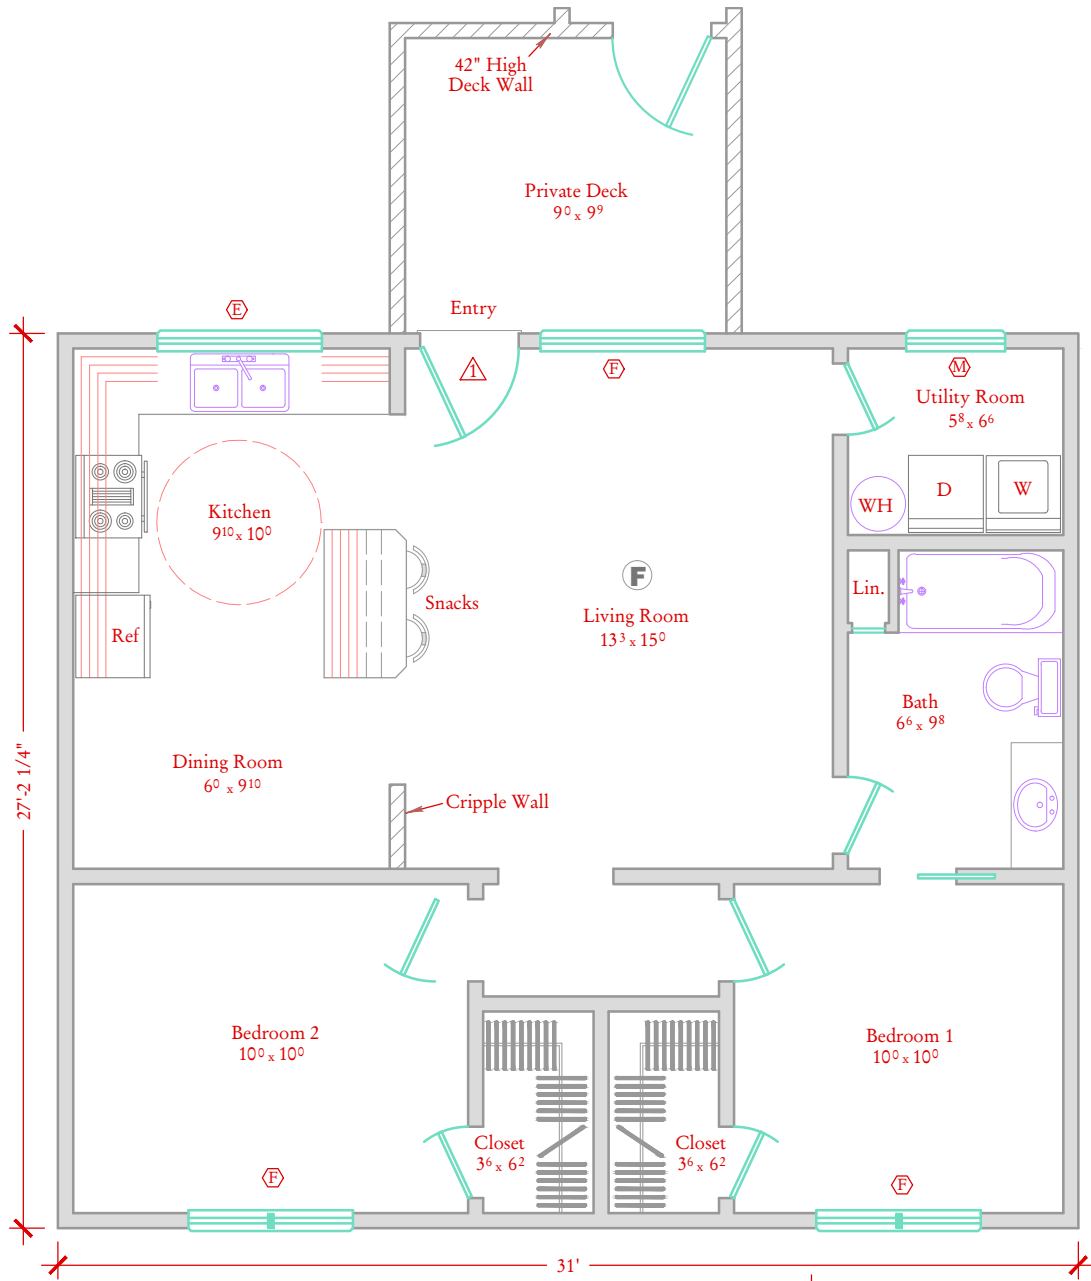 42" High
Deck Wall
Private Deck
9⁰ x 9⁹
Entry
E
1
F
M
Utility Room
5⁸ x 6⁶
Kitchen
9¹⁰ x 10⁰
WH
D
W
Snacks
F
Living Room
13³ x 15⁰
Lin.
Ref
Bath
6⁶ x 9⁸
Dining Room
6⁰ x 9¹⁰
Cripple Wall
27'-2 1/4"
Bedroom 2
10⁰ x 10⁰
Bedroom 1
10⁰ x 10⁰
Closet
3⁶ x 6²
Closet
3⁶ x 6²
F
F
31'